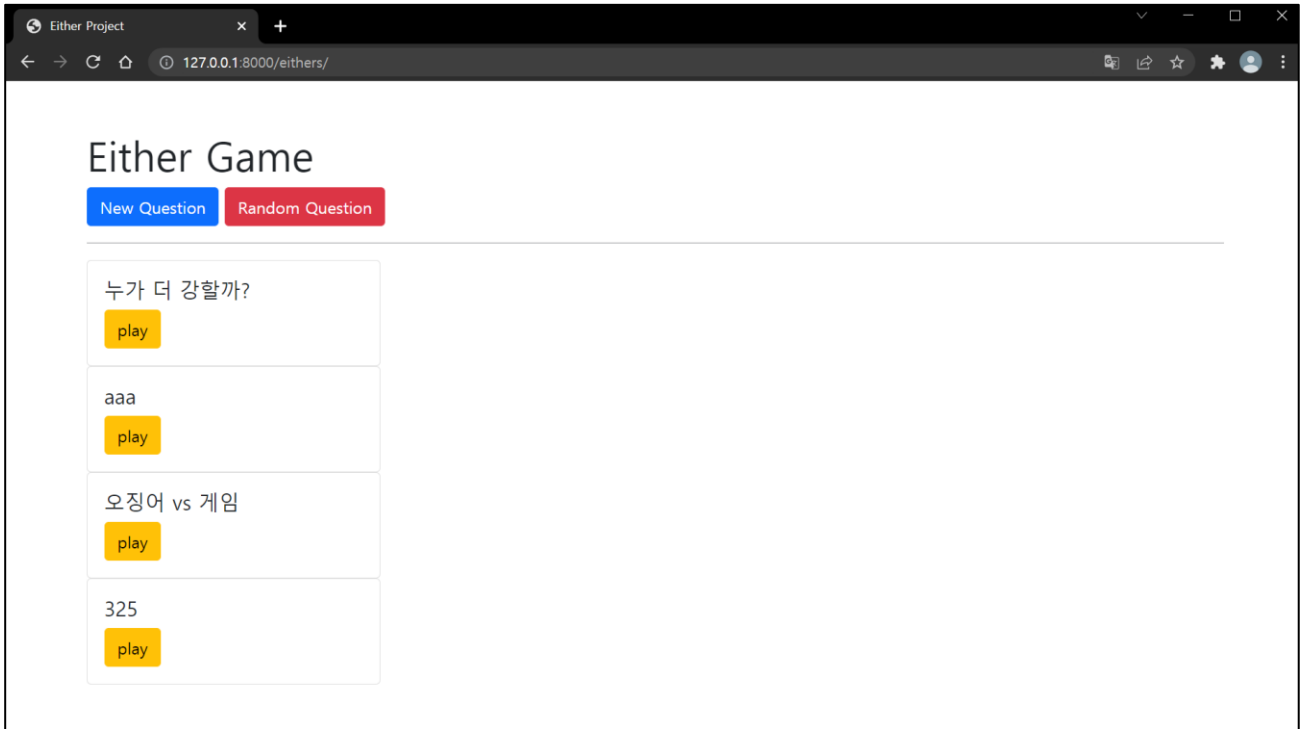 Either Project
127.0.0.1:8000/eithers/
Either Game
New Question Random Question
누가 더 강할까?
play
aaa
play
오징어 vs 게임
play
325
play